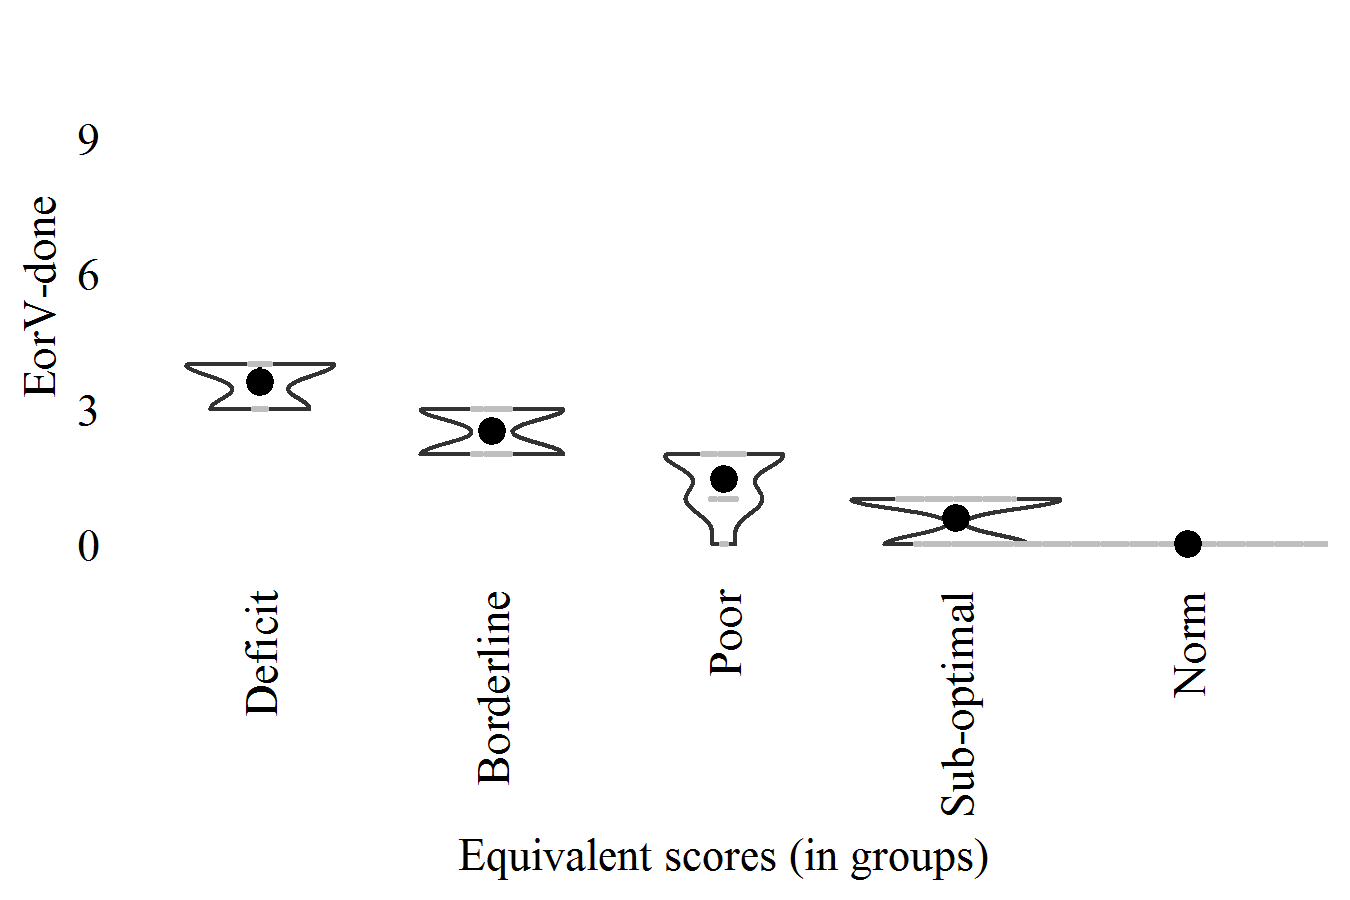 9
6
3
0
EorV-done
Deficit
Borderline
Poor
Sub-optimal
Norm
Equivalent scores (in groups)